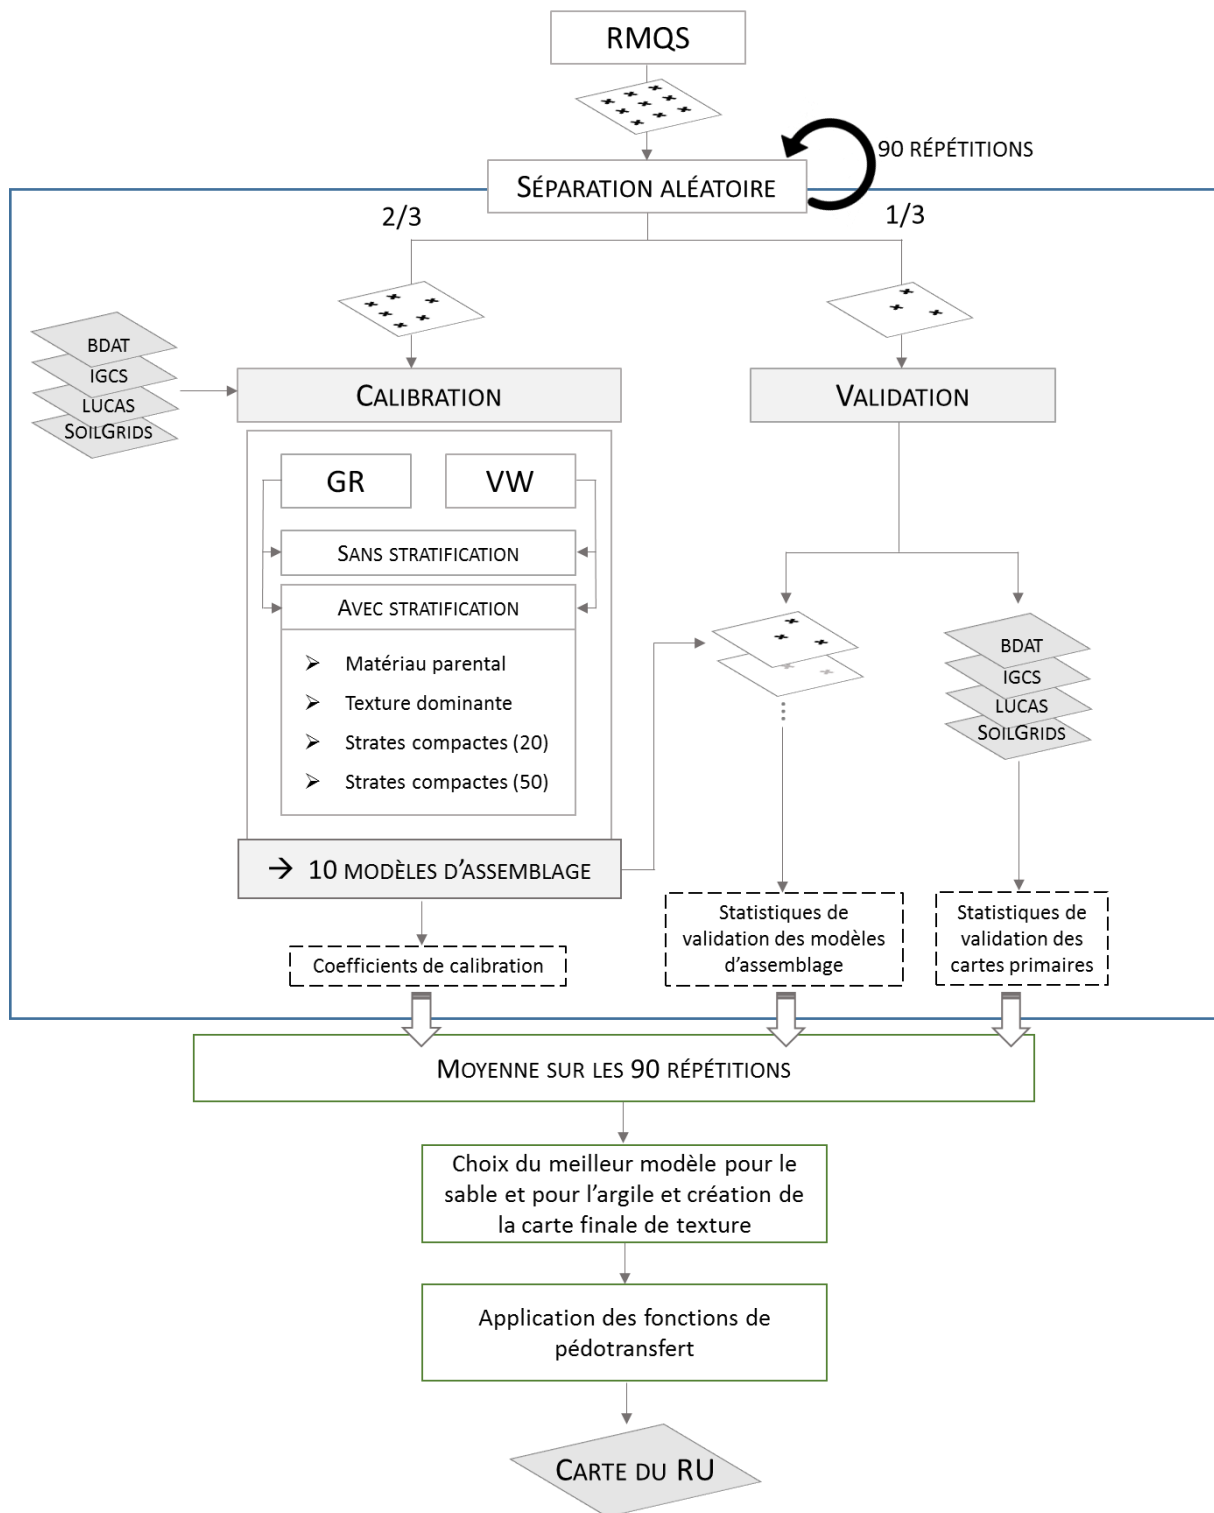 RMQS
90 RÉPÉTITIONS
SÉPARATION ALÉATOIRE
2/3
1/3
BDAT
IGCS
LUCAS
SOILGRIDS
CALIBRATION
VALIDATION
GR
VW
SANS STRATIFICATION
AVEC STRATIFICATION
➢ Matériau parental
➢ Texture dominante
➢ Strates compactes (20)
➢ Strates compactes (50)
BDAT
IGCS
LUCAS
SOILGRIDS
→ 10 MODÈLES D'ASSEMBLAGE
Coefficients de calibration
Statistiques de
validation des modèles
d'assemblage
Statistiques de
validation des
cartes primaires
MOYENNE SUR LES 90 RÉPÉTITIONS
Choix du meilleur modèle pour le
sable et pour l'argile et création de
la carte finale de texture
Application des fonctions de
pédotransfert
CARTE DU RU